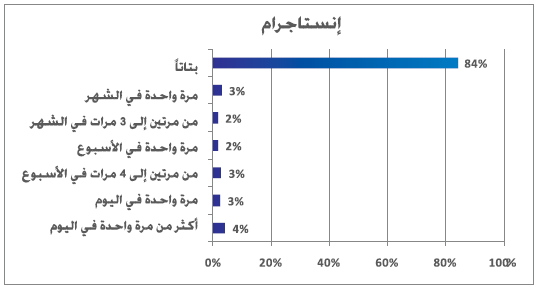 إنستاجرام
بتاتاً 84%
مرة واحدة في الشهر 3%
من مرتين إلى 3 مرات في الشهر 2%
مرة واحدة في الأسبوع 2%
من مرتين إلى 4 مرات في الأسبوع 3%
مرة واحدة في اليوم 3%
أكثر من مرة واحدة في اليوم 4%
0% 20% 40% 60% 80% 100%